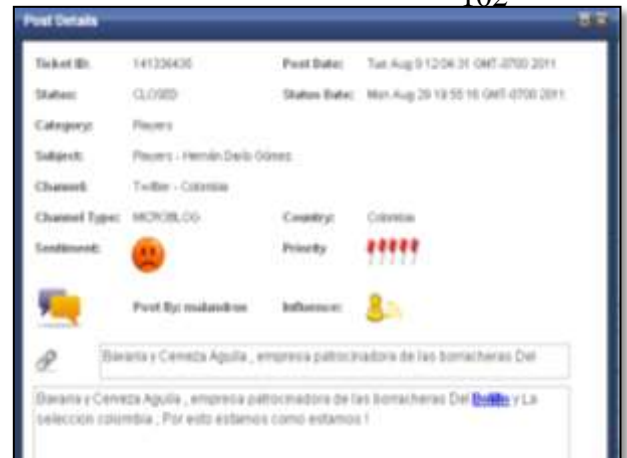 102
Post Details
Ticket ID: 141336436 Post Date: Tue Aug 9 12:04:31 GMT-0700 2011
Status: CLOSED Status Date: Mon Aug 29 19:55:16 GMT-0700 2011
Category: Players
Subject: Players - Hernán Darío Gómez
Channel: Twitter - Colombia
Channel Type: MICROBLOG Country: Colombia
Sentiment: Priority
Post By: malandros Influence:
Bavaria y Cerveza Aguila , empresa patrocinadora de las borracheras Del
Bavaria y Cerveza Aguila , empresa patrocinadora de las borracheras Del Bolillo y La
seleccion colombia ; Por esto estamos como estamos !